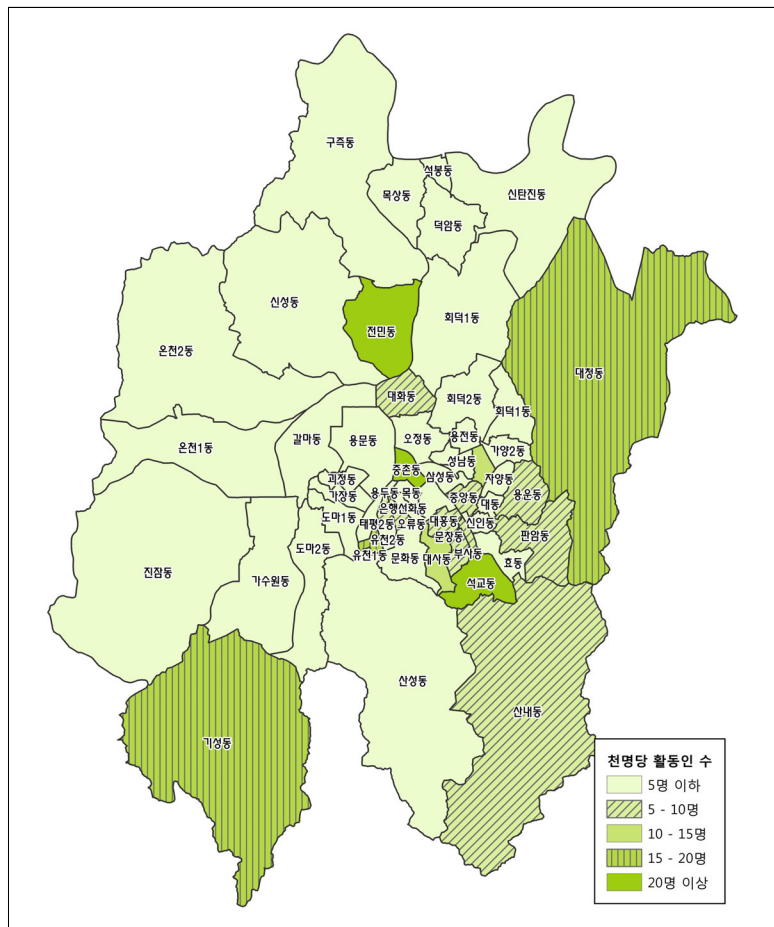 구즉동
석봉동
목상동
신탄진동
덕암동
신성동
전민동
회덕1동
온천2동
대정동
대화동
회덕2동
회덕1동
갈마동
용문동
오정동
용전동
온천1동
가양2동
성남동
중촌동
삼성동
자양동
괴정동
가장동
용두동
목동
중앙동
대동
용운동
은행선화동
도마1동
태평2동
오류동
대흥동
신인동
유천2동
문창동
판암동
도마2동
유천1동
문화동
대사동
부사동
효동
진잠동
가수원동
석교동
산성동
산내동
기성동
천명당 활동인 수
5명 이하
5 - 10명
10 - 15명
15 - 20명
20명 이상